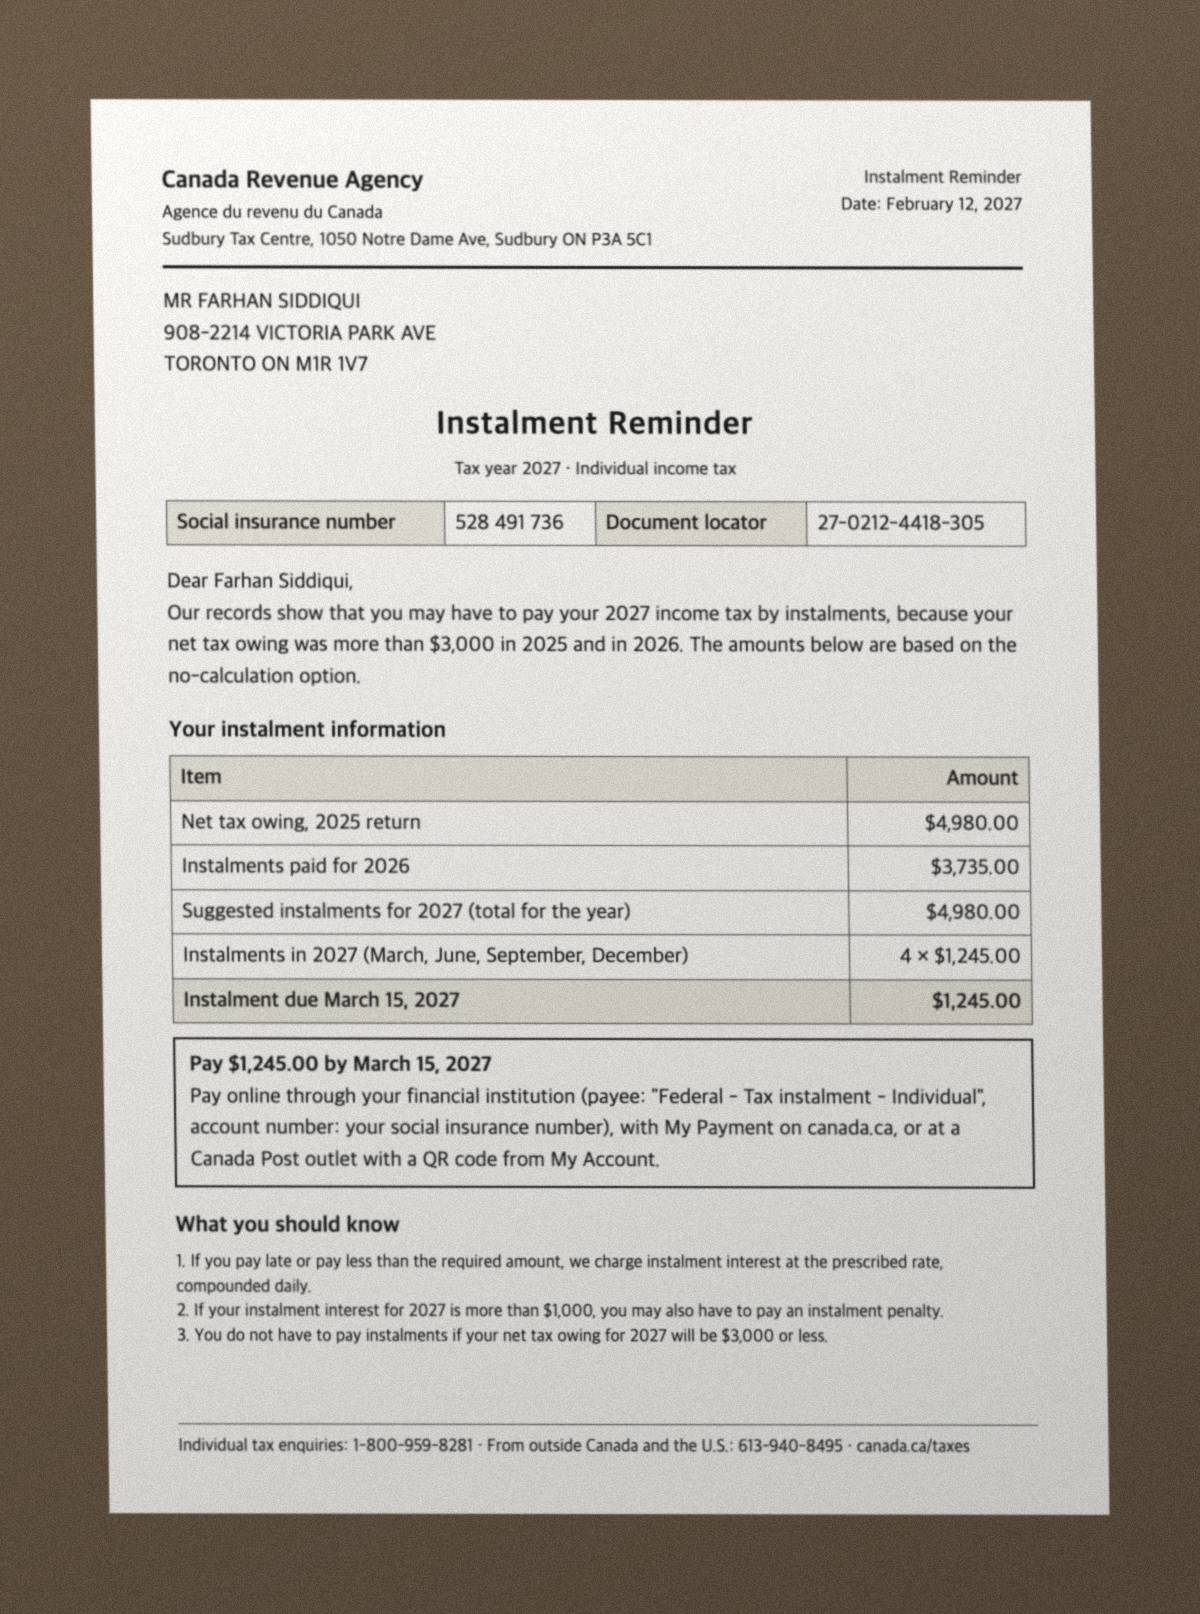 Canada Revenue Agency
Agence du revenu du Canada
Sudbury Tax Centre, 1050 Notre Dame Ave, Sudbury ON P3A 5C1
Instalment Reminder
Date: February 12, 2027
MR FARHAN SIDDIQUI
908-2214 VICTORIA PARK AVE
TORONTO ON M1R 1V7
Instalment Reminder
Tax year 2027 · Individual income tax
Social insurance number 528 491 736 Document locator 27-0212-4418-305
Dear Farhan Siddiqui,
Our records show that you may have to pay your 2027 income tax by instalments, because your
net tax owing was more than $3,000 in 2025 and in 2026. The amounts below are based on the
no-calculation option.
Your instalment information
Item Amount
Net tax owing, 2025 return $4,980.00
Instalments paid for 2026 $3,735.00
Suggested instalments for 2027 (total for the year) $4,980.00
Instalments in 2027 (March, June, September, December) 4 × $1,245.00
Instalment due March 15, 2027 $1,245.00
Pay $1,245.00 by March 15, 2027
Pay online through your financial institution (payee: "Federal - Tax instalment - Individual",
account number: your social insurance number), with My Payment on canada.ca, or at a
Canada Post outlet with a QR code from My Account.
What you should know
1. If you pay late or pay less than the required amount, we charge instalment interest at the prescribed rate,
compounded daily.
2. If your instalment interest for 2027 is more than $1,000, you may also have to pay an instalment penalty.
3. You do not have to pay instalments if your net tax owing for 2027 will be $3,000 or less.
Individual tax enquiries: 1-800-959-8281 · From outside Canada and the U.S.: 613-940-8495 · canada.ca/taxes